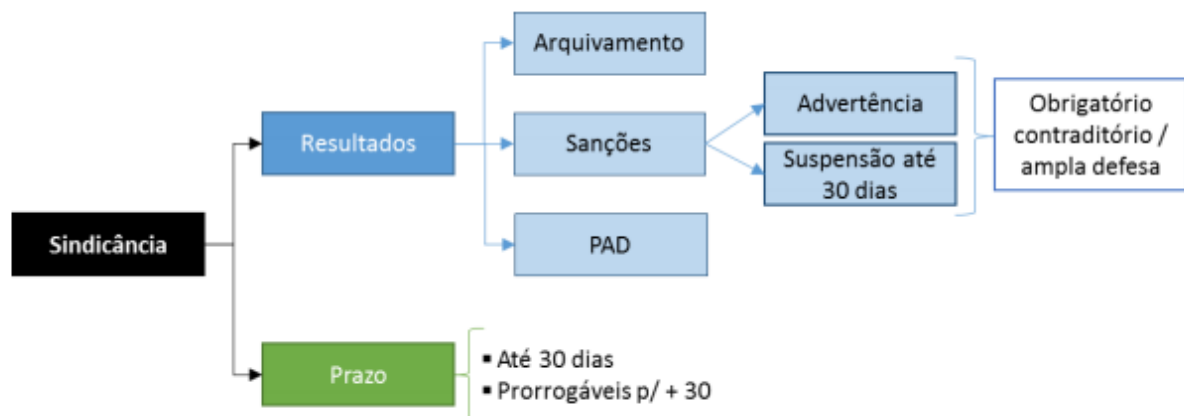 Arquivamento
Advertência
Obrigatório
contraditório /
ampla defesa
Resultados
Sanções
Suspensão até
30 dias
Sindicância
PAD
Prazo
▪ Até 30 dias
▪ Prorrogáveis p/ + 30